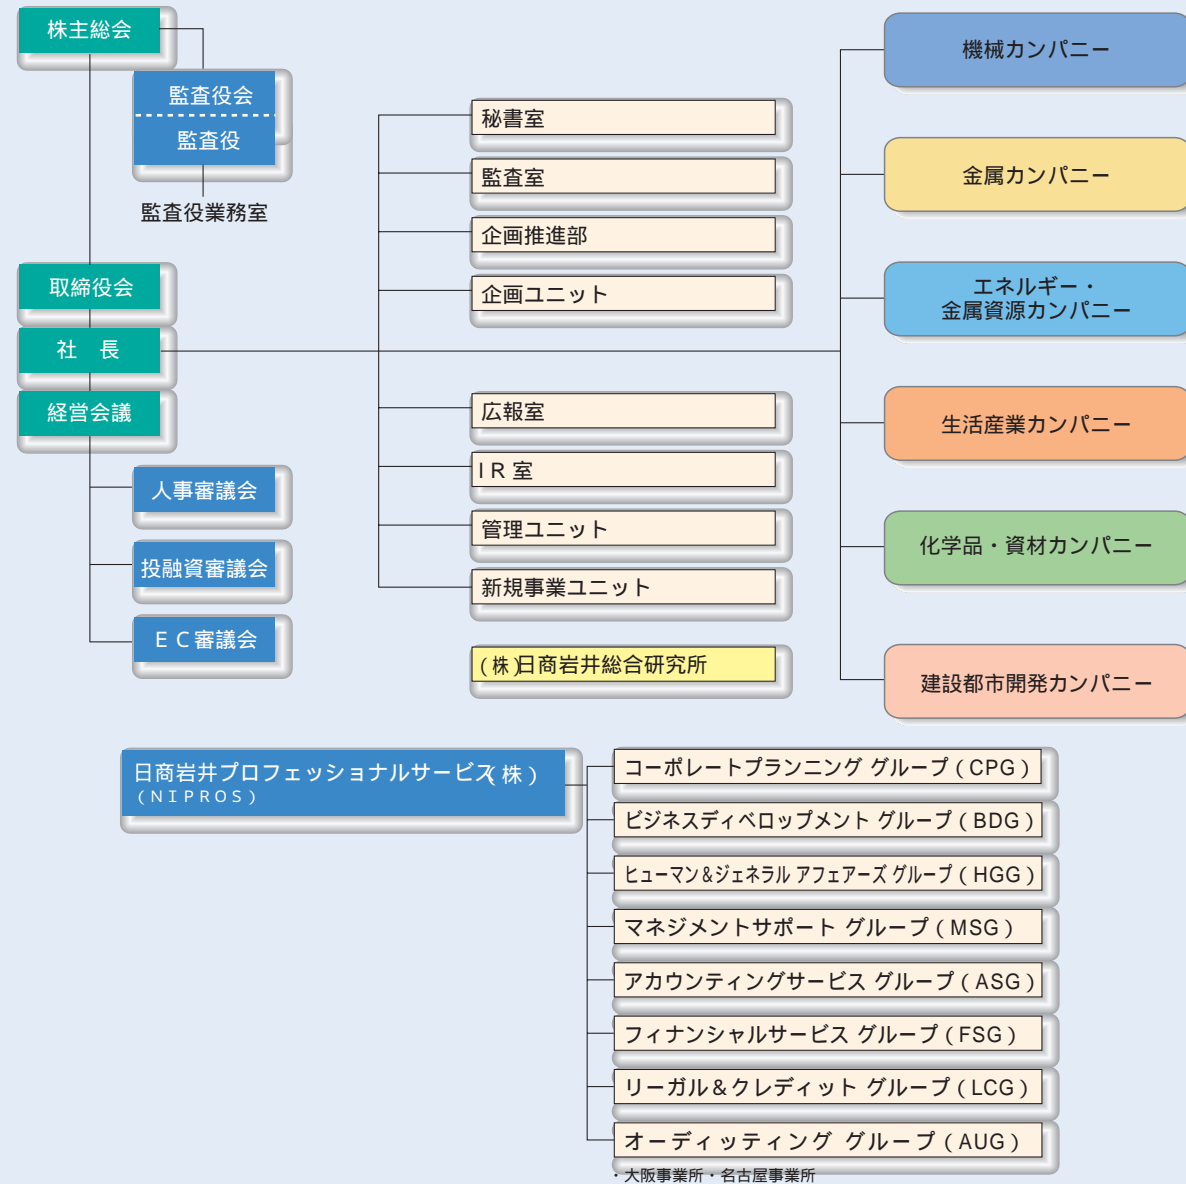 株主総会
監査役会
監査役
監査役業務室
取締役会
社　長
経営会議
人事審議会
投融資審議会
ＥＣ審議会
秘書室
監査室
企画推進部
企画ユニット
広報室
ＩＲ室
管理ユニット
新規事業ユニット
(株)日商岩井総合研究所
機械カンパニー
金属カンパニー
エネルギー・
金属資源カンパニー
生活産業カンパニー
化学品・資材カンパニー
建設都市開発カンパニー
日商岩井プロフェッショナルサービス(株)
(ＮＩＰＲＯＳ)
コーポレートプランニング グループ(CPG)
ビジネスディベロップメント グループ(BDG)
ヒューマン&ジェネラル アフェアーズ グループ(HGG)
マネジメントサポート グループ(MSG)
アカウンティングサービス グループ(ASG)
フィナンシャルサービス グループ(FSG)
リーガル&クレディット グループ(LCG)
オーディッティング グループ(AUG)
・大阪事業所・名古屋事業所